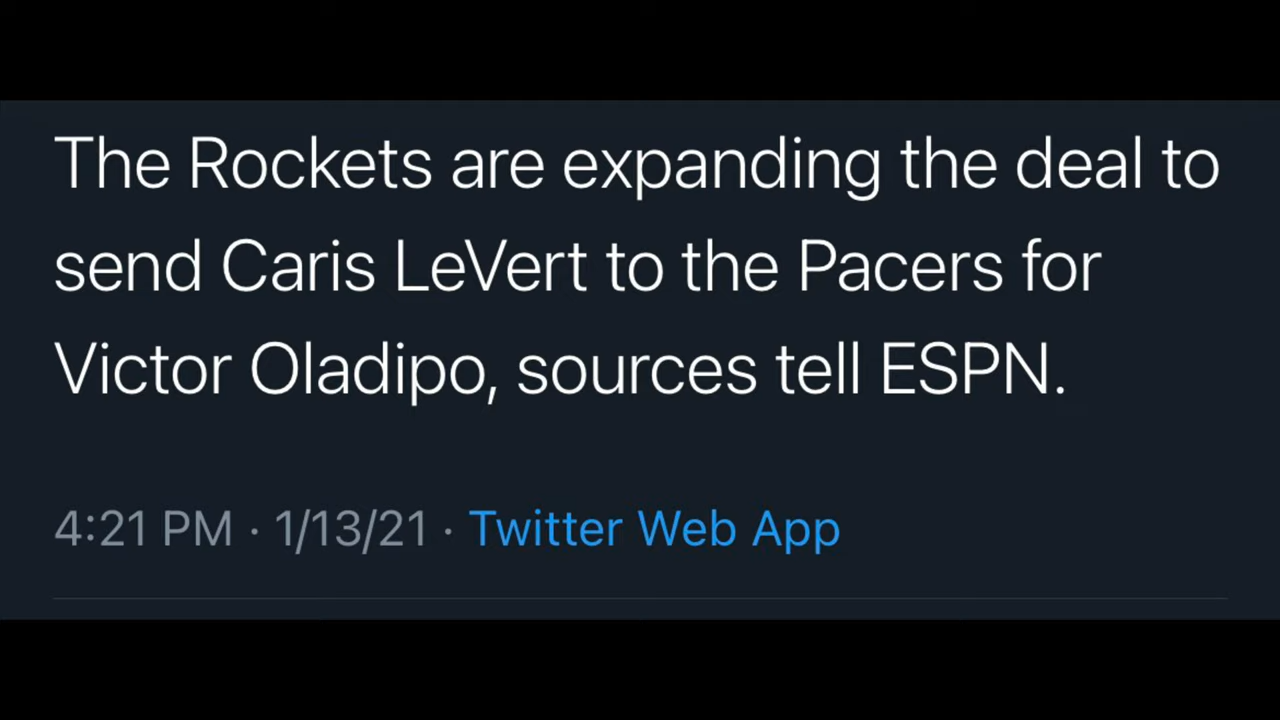 The Rockets are expanding the deal to
send Caris LeVert to the Pacers for
Victor Oladipo, sources tell ESPN.
4:21 PM · 1/13/21 · Twitter Web App